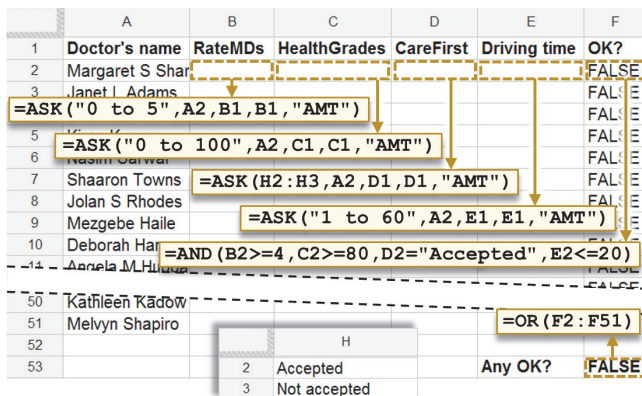 A B C D E F
1 Doctor's name RateMDs HealthGrades CareFirst Driving time OK?
2 Margaret S Shar FALSE
3 Janet L Adams FALSE
=ASK("0 to 5",A2,B1,B1,"AMT") FALSE
5 FALSE
=ASK("0 to 100",A2,C1,C1,"AMT")
6 FALSE
7 Shaaron Towns FALSE
=ASK(H2:H3,A2,D1,D1,"AMT")
8 Jolan S Rhodes FALSE
9 Mezgebe Haile
=ASK("1 to 60",A2,E1,E1,"AMT")
10 Deborah Har
=AND(B2>=4,C2>=80,D2="Accepted",E2<=20)
11 Angela M FALSE
50 Kathleen Kadow
51 Melvyn Shapiro
=OR(F2:F51)
52
53 Any OK? FALSE
H
2 Accepted
3 Not accepted